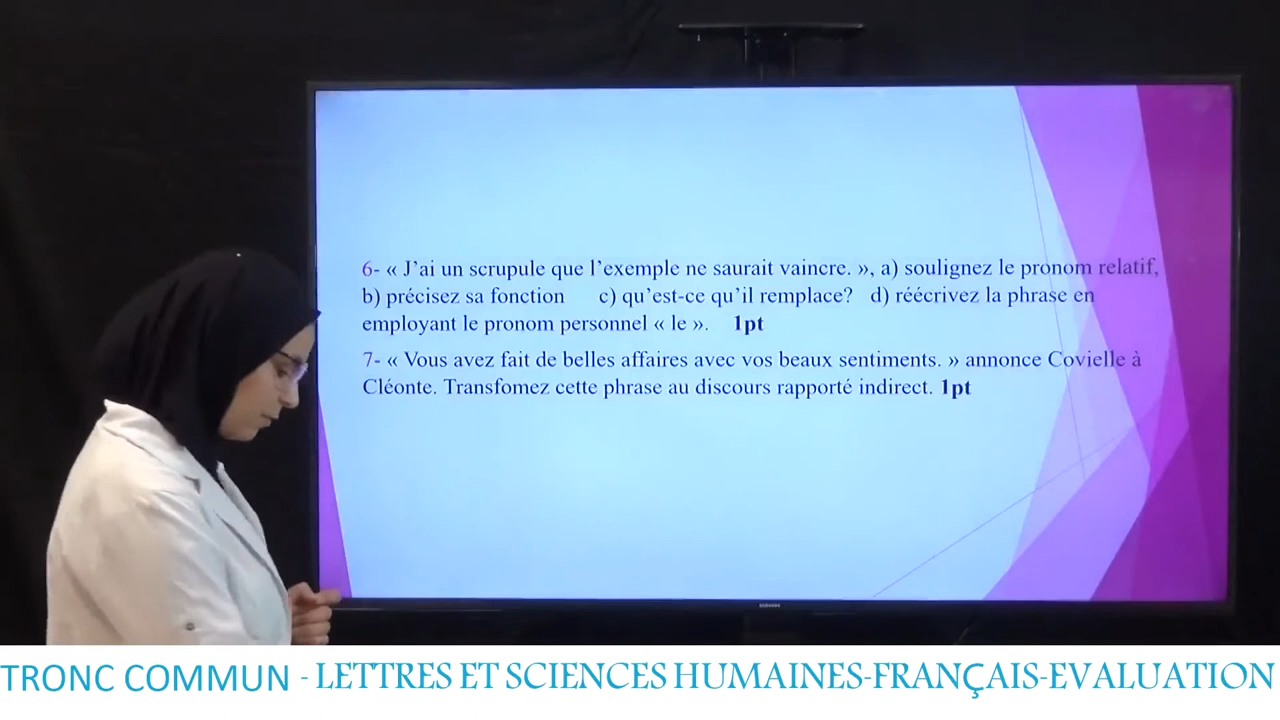 6- « J’ai un scrupule que l’exemple ne saurait vaincre. », a) soulignez le pronom relatif,
b) précisez sa fonction c) qu’est-ce qu’il remplace? d) réécrivez la phrase en
employant le pronom personnel « le ». 1pt
7- « Vous avez fait de belles affaires avec vos beaux sentiments. » annonce Covielle à
Cléonte. Transfomez cette phrase au discours rapporté indirect. 1pt
SAMSUNG
TRONC COMMUN - LETTRES ET SCIENCES HUMAINES-FRANÇAIS-EVALUATION